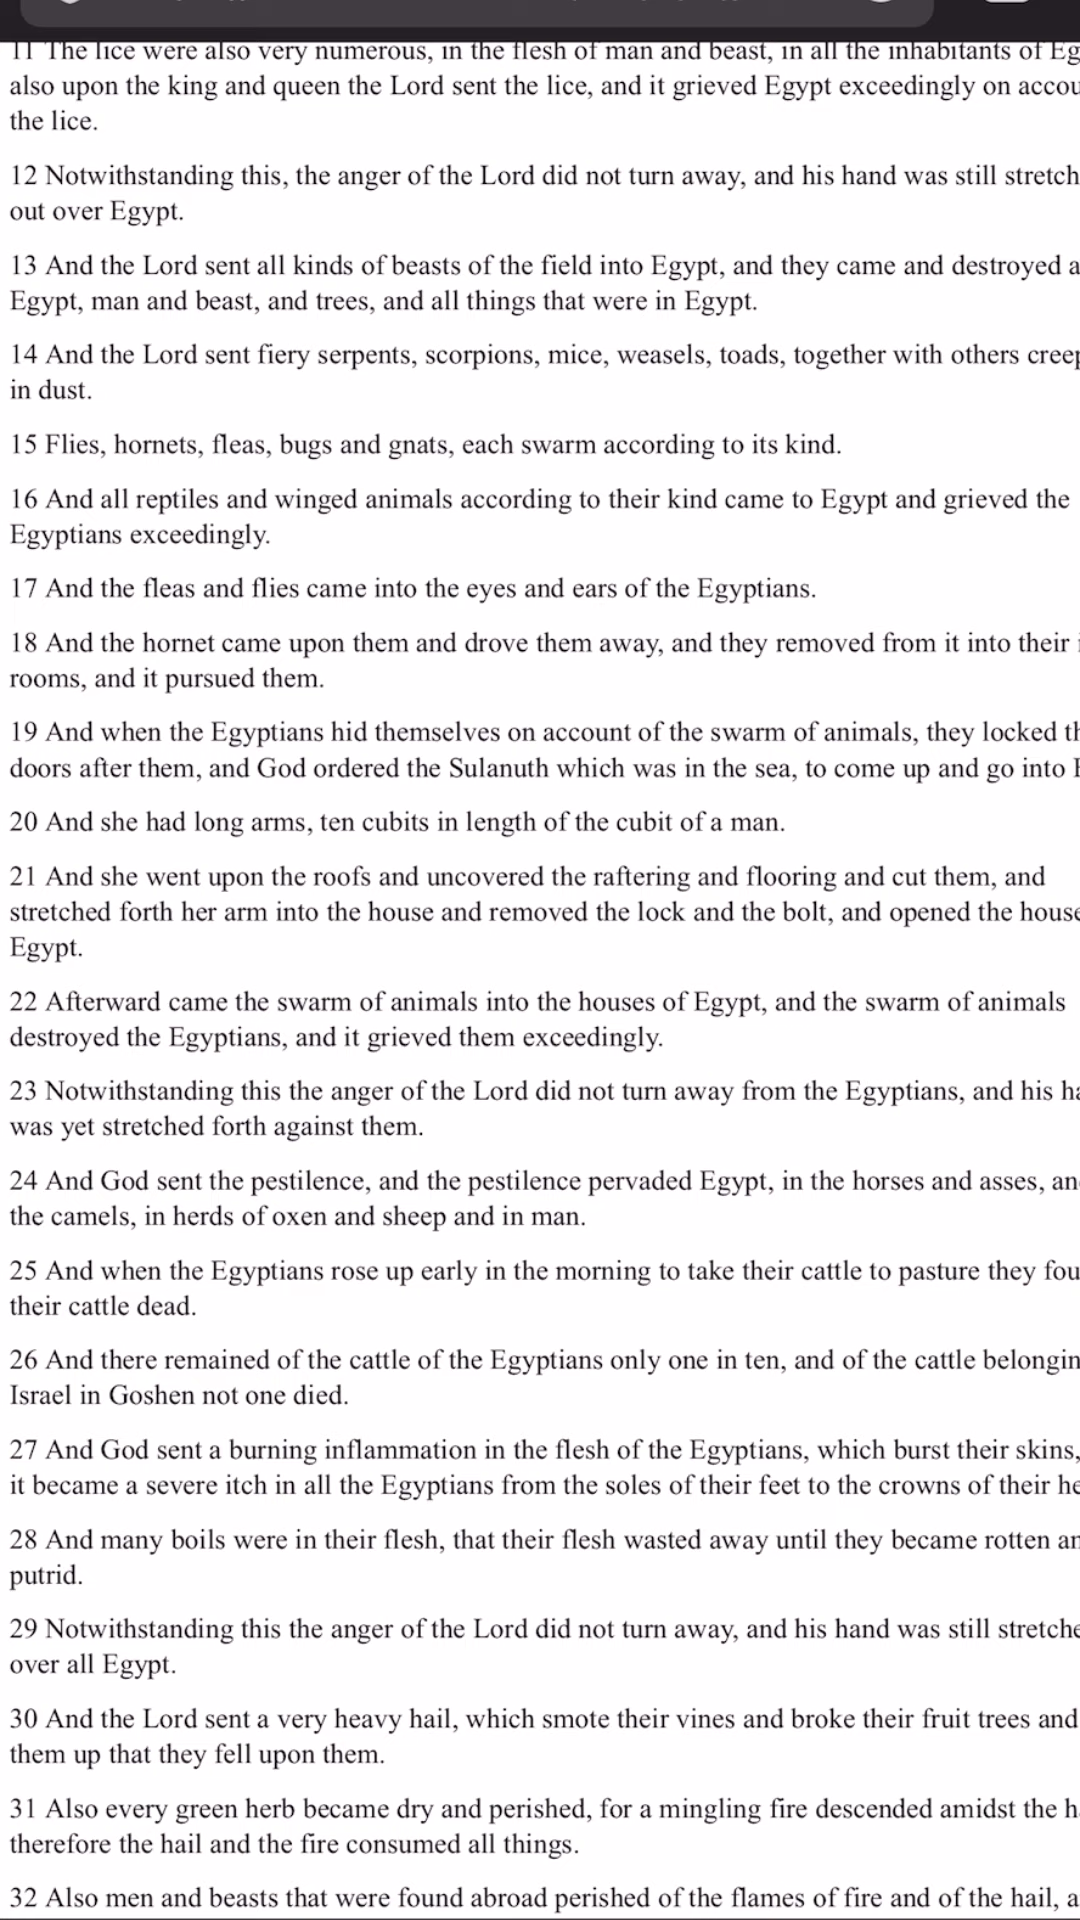 11 The lice were also very numerous, in the flesh of man and beast, in all the inhabitants of
also upon the king and queen the Lord sent the lice, and it grieved Egypt exceedingly on
the lice.
12 Notwithstanding this, the anger of the Lord did not turn away, and his hand was still
out over Egypt.
13 And the Lord sent all kinds of beasts of the field into Egypt, and they came and destroyed
Egypt, man and beast, and trees, and all things that were in Egypt.
14 And the Lord sent fiery serpents, scorpions, mice, weasels, toads, together with others
in dust.
15 Flies, hornets, fleas, bugs and gnats, each swarm according to its kind.
16 And all reptiles and winged animals according to their kind came to Egypt and grieved the
Egyptians exceedingly.
17 And the fleas and flies came into the eyes and ears of the Egyptians.
18 And the hornet came upon them and drove them away, and they removed from it into their
rooms, and it pursued them.
19 And when the Egyptians hid themselves on account of the swarm of animals, they locked
doors after them, and God ordered the Sulanuth which was in the sea, to come up and go into
20 And she had long arms, ten cubits in length of the cubit of a man.
21 And she went upon the roofs and uncovered the raftering and flooring and cut them, and
stretched forth her arm into the house and removed the lock and the bolt, and opened the
Egypt.
22 Afterward came the swarm of animals into the houses of Egypt, and the swarm of animals
destroyed the Egyptians, and it grieved them exceedingly.
23 Notwithstanding this the anger of the Lord did not turn away from the Egyptians, and his
was yet stretched forth against them.
24 And God sent the pestilence, and the pestilence pervaded Egypt, in the horses and asses,
the camels, in herds of oxen and sheep and in man.
25 And when the Egyptians rose up early in the morning to take their cattle to pasture they
their cattle dead.
26 And there remained of the cattle of the Egyptians only one in ten, and of the cattle
Israel in Goshen not one died.
27 And God sent a burning inflammation in the flesh of the Egyptians, which burst their skins,
it became a severe itch in all the Egyptians from the soles of their feet to the crowns of their
28 And many boils were in their flesh, that their flesh wasted away until they became rotten
putrid.
29 Notwithstanding this the anger of the Lord did not turn away, and his hand was still
over all Egypt.
30 And the Lord sent a very heavy hail, which smote their vines and broke their fruit trees and
them up that they fell upon them.
31 Also every green herb became dry and perished, for a mingling fire descended amidst the
therefore the hail and the fire consumed all things.
32 Also men and beasts that were found abroad perished of the flames of fire and of the hail,